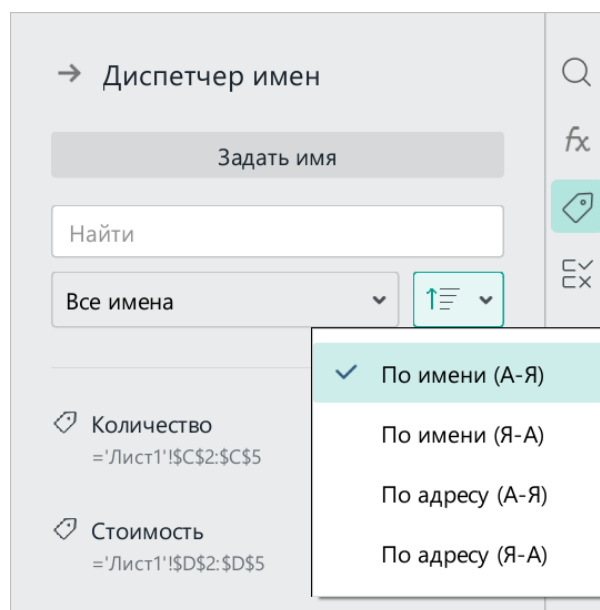 Диспетчер имен
Задать имя
fx
Найти
Все имена
По имени (А-Я)
По имени (Я-А)
По адресу (А-Я)
По адресу (Я-А)
Количество
='Лист1'!$C$2:$C$5
Стоимость
='Лист1'!$D$2:$D$5